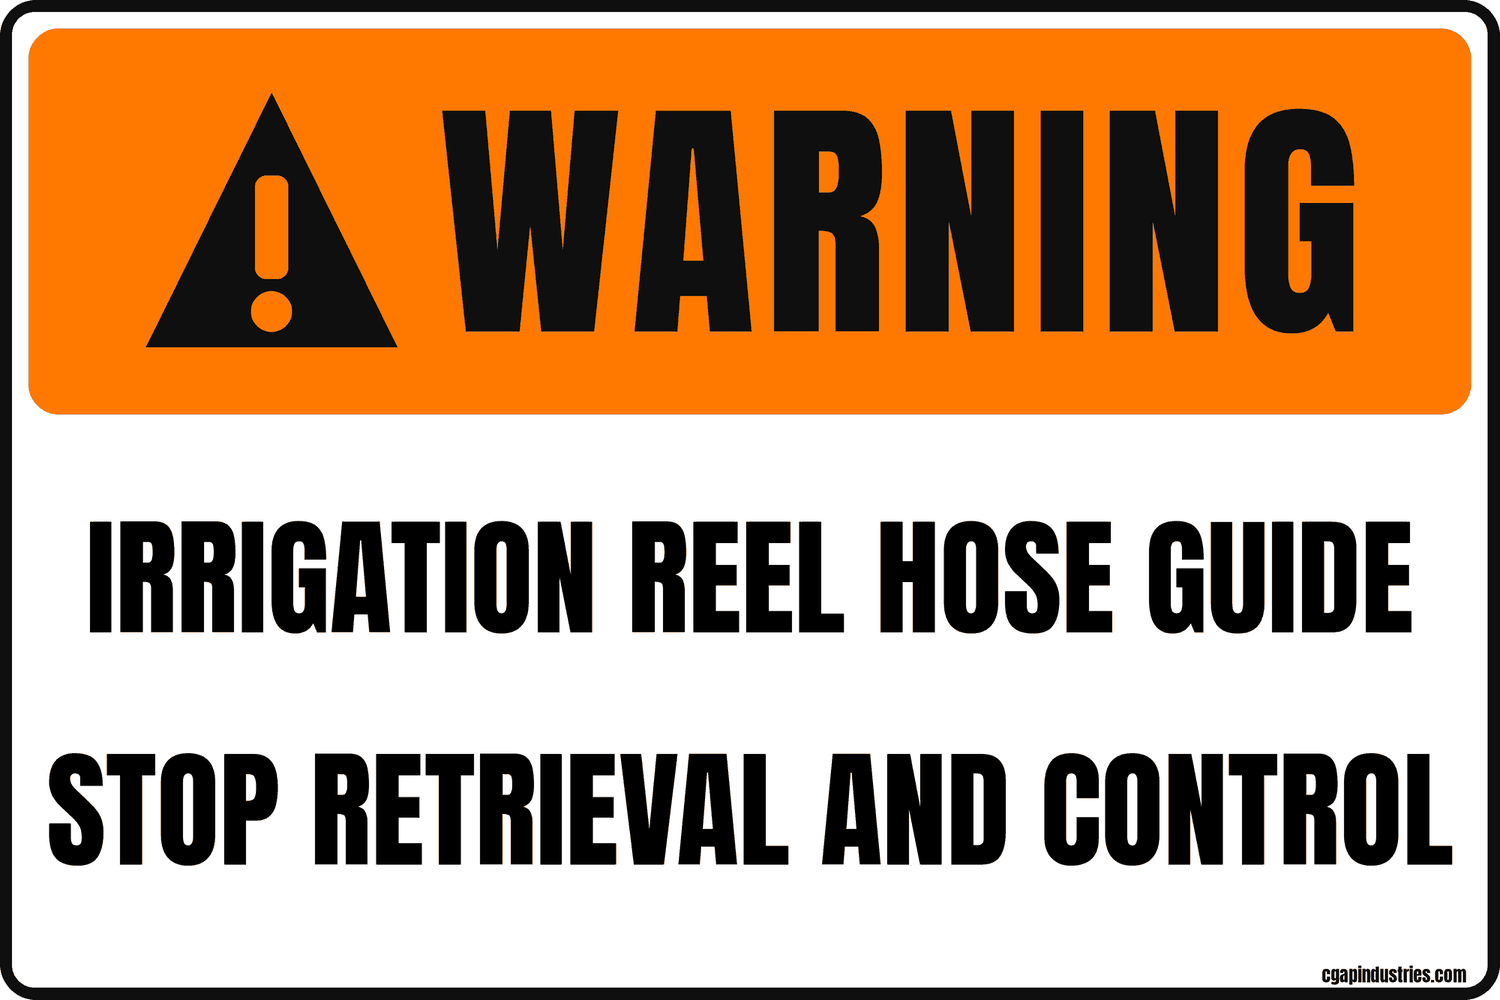 WARNING
IRRIGATION REEL HOSE GUIDE
STOP RETRIEVAL AND CONTROL
cgapindustries.com